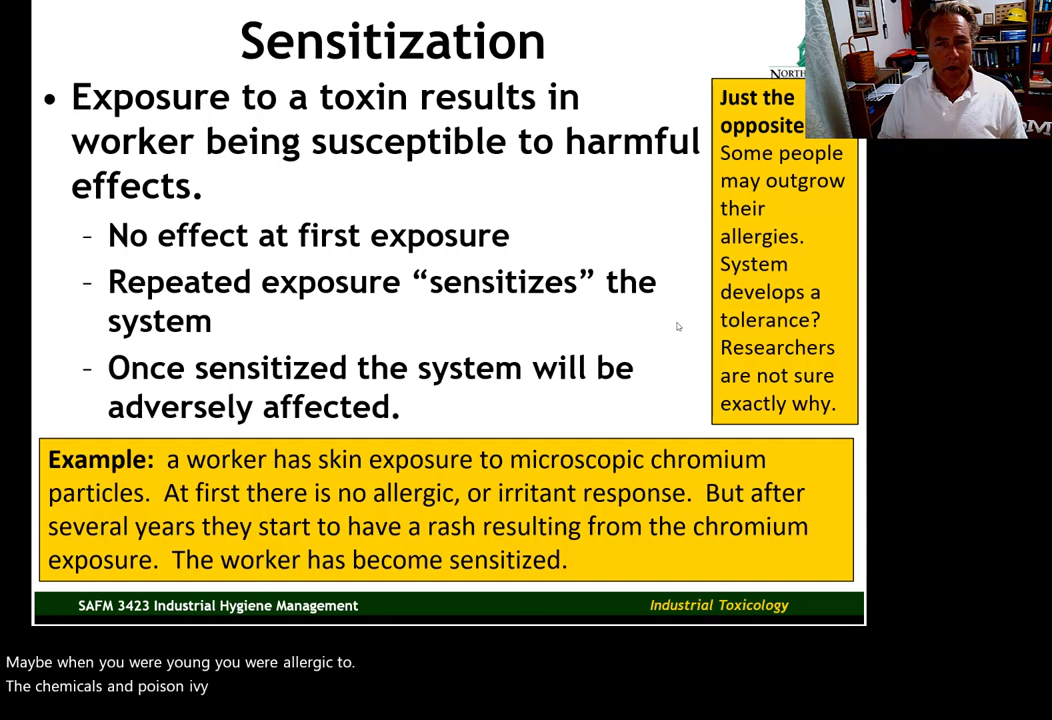 Sensitization
• Exposure to a toxin results in
worker being susceptible to harmful
effects.
- No effect at first exposure
- Repeated exposure “sensitizes” the
system
- Once sensitized the system will be
adversely affected.
NORTH
Just the
opposite
Some people
may outgrow
their
allergies.
System
develops a
tolerance?
Researchers
are not sure
exactly why.
Example: a worker has skin exposure to microscopic chromium
particles. At first there is no allergic, or irritant response. But after
several years they start to have a rash resulting from the chromium
exposure. The worker has become sensitized.
SAFM 3423 Industrial Hygiene Management
Industrial Toxicology
Maybe when you were young you were allergic to.
The chemicals and poison ivy